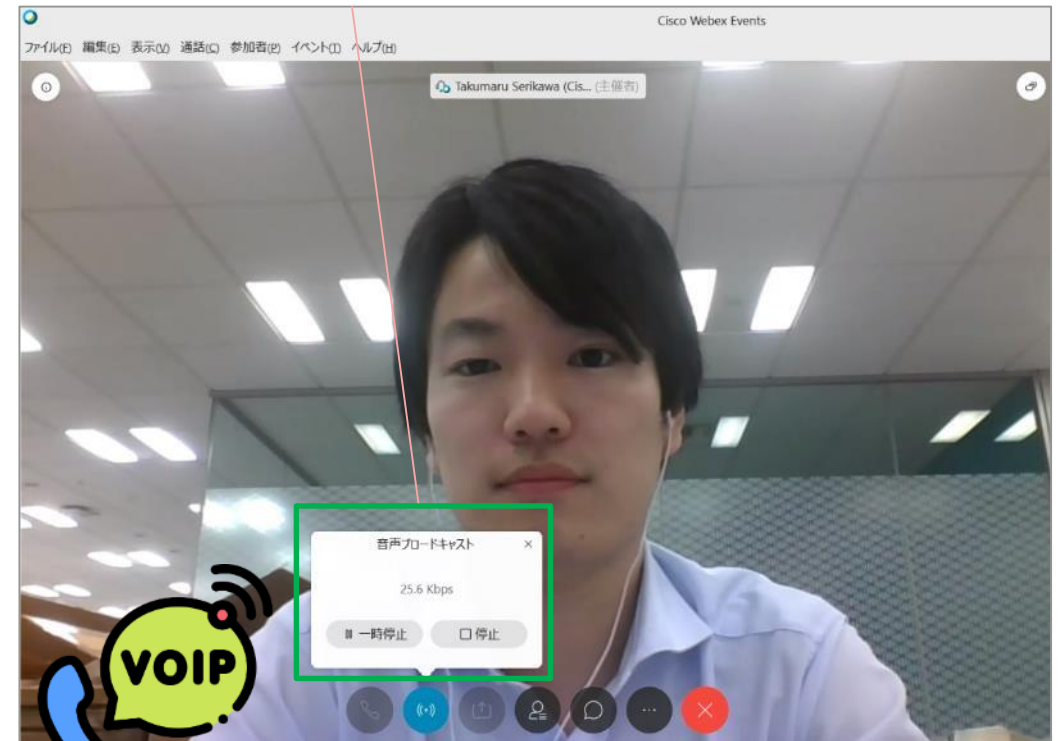 Cisco Webex Events
ファイル(F) 編集(E) 表示(V) 通話(C) 参加者(P) イベント(T) ヘルプ(H)
Takumaru Serikawa (Cis... (主催者)
音声ブロードキャスト ×
25.6 Kbps
一時停止 停止
VOIP